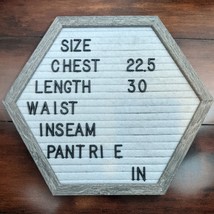 SIZE
CHEST 22.5
LENGTH 30
WAIST
INSEAM
PANTRI E
IN